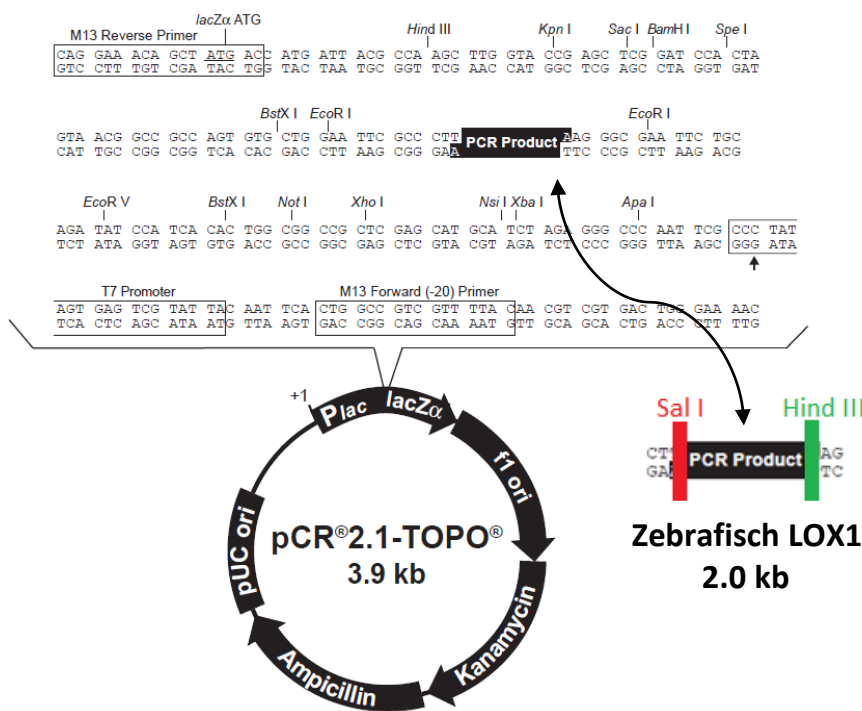 lacZα ATG
M13 Reverse Primer
Hind III
Kpn I
Sac I
BamH I
Spe I
CAG GAA ACA GCT ATG ACC ATG ATT ACG CCA AGC TTG GTA CCG AGC TCG GAT CCA CTA
GTC CTT TGT CGA TAC TGG TAC TAA TGC GGT TCG AAC CAT GGC TCG AGC CTA GGT GAT
BstX I
EcoR I
EcoR I
GTA ACG GCC GCC AGT GTG CTG GAA TTC GCC CTT PCR Product AAG GGC GAA TTC TGC
CAT TGC CGG CGG TCA CAC GAC CTT AAG CGG GAA TTC CCG CTT AAG ACG
EcoR V
BstX I
Not I
Xho I
Nsi I
Xba I
Apa I
AGA TAT CCA TCA CAC TGG CGG CCG CTC GAG CAT GCA TCT AGA GGG CCC AAT TCG CCC TAT
TCT ATA GGT AGT GTG ACC GCC GGC GAG CTC GTA CGT AGA TCT CCC GGG TTA AGC GGG ATA
T7 Promoter
M13 Forward (-20) Primer
AGT GAG TCG TAT TAC AAT TCA CTG GCC GTC GTT TTA CAA CGT CGT GAC TGG GAA AAC
TCA CTC AGC ATA ATG TTA AGT GAC CGG CAG CAA AAT GTT GCA GCA CTG ACC CTT TTG
+1
Plac
lacZα
f1 ori
Kanamycin
Ampicillin
pUC ori
pCR®2.1-TOPO®
3.9 kb
Sal I
Hind III
CT PCR Product AG
GA TC
Zebrafisch LOX1
2.0 kb